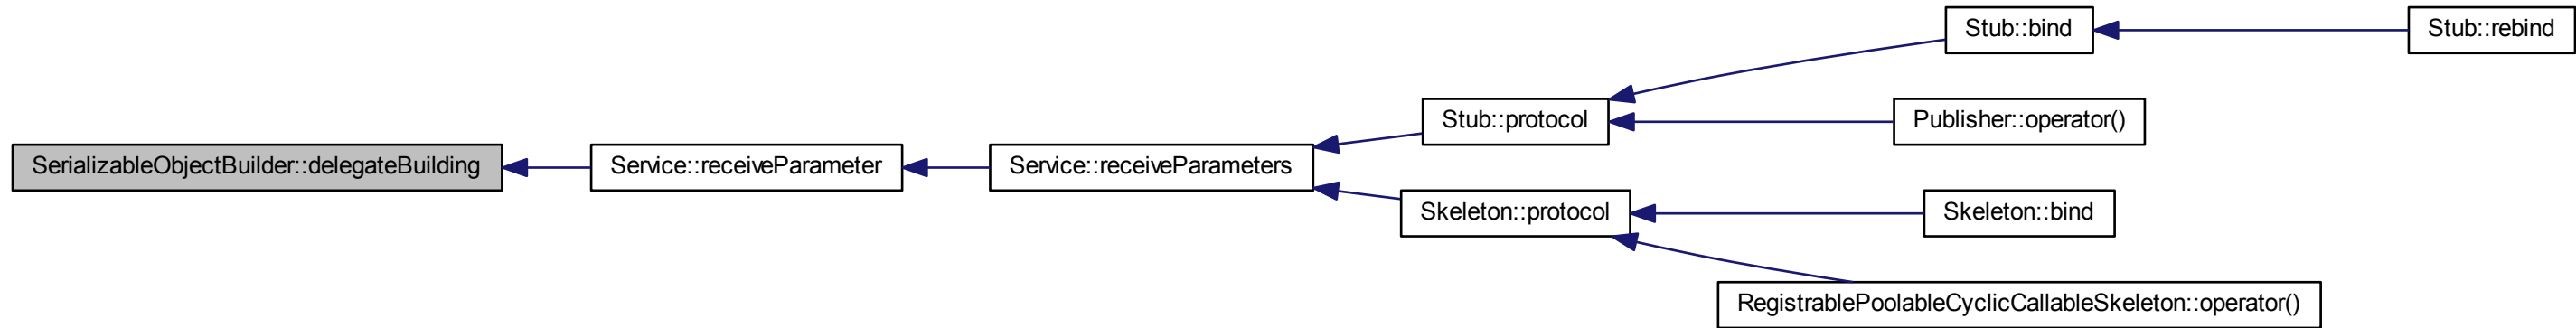 Stub::bind
Stub::rebind
Stub::protocol
Publisher::operator()
SerializableObjectBuilder::delegateBuilding
Service::receiveParameter
Service::receiveParameters
Skeleton::protocol
Skeleton::bind
RegistrablePoolableCyclicCallableSkeleton::operator()